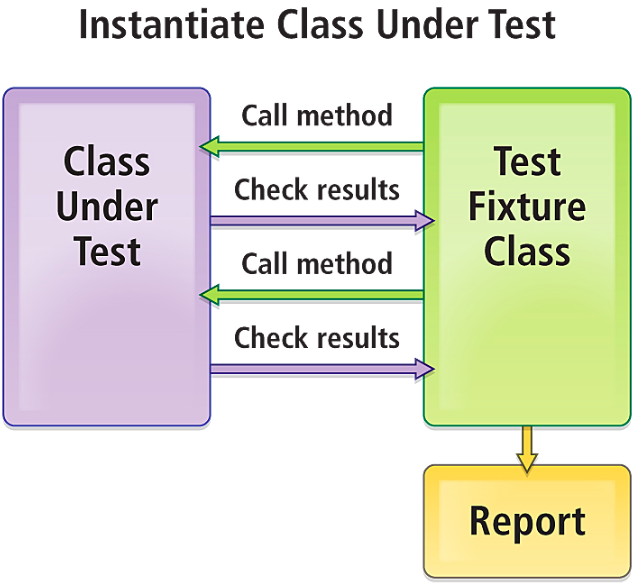 Instantiate Class Under Test
Class
Under
Test
Call method
Check results
Call method
Check results
Test
Fixture
Class
Report